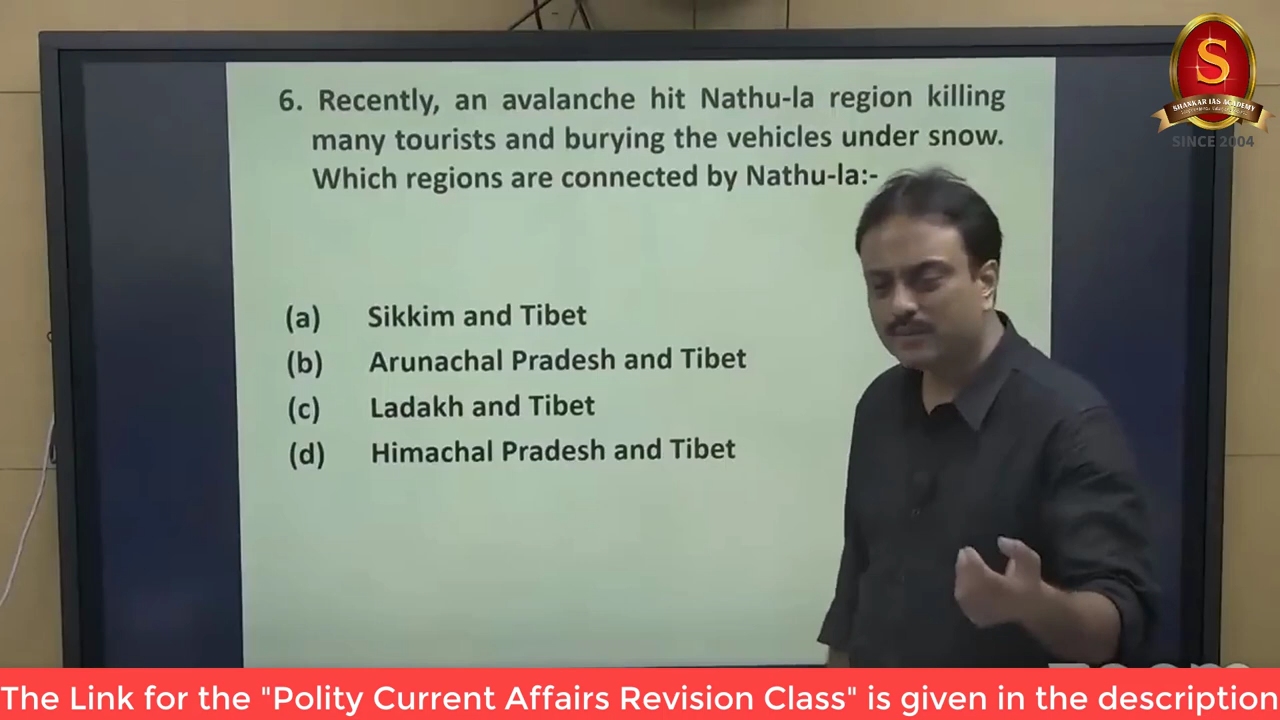 6. Recently, an avalanche hit Nathu-la region killing
many tourists and burying the vehicles under snow.
Which regions are connected by Nathu-la:-
(a) Sikkim and Tibet
(b) Arunachal Pradesh and Tibet
(c) Ladakh and Tibet
(d) Himachal Pradesh and Tibet
S
SHANKAR IAS ACADEMY
SINCE 2004
The Link for the "Polity Current Affairs Revision Class" is given in the description